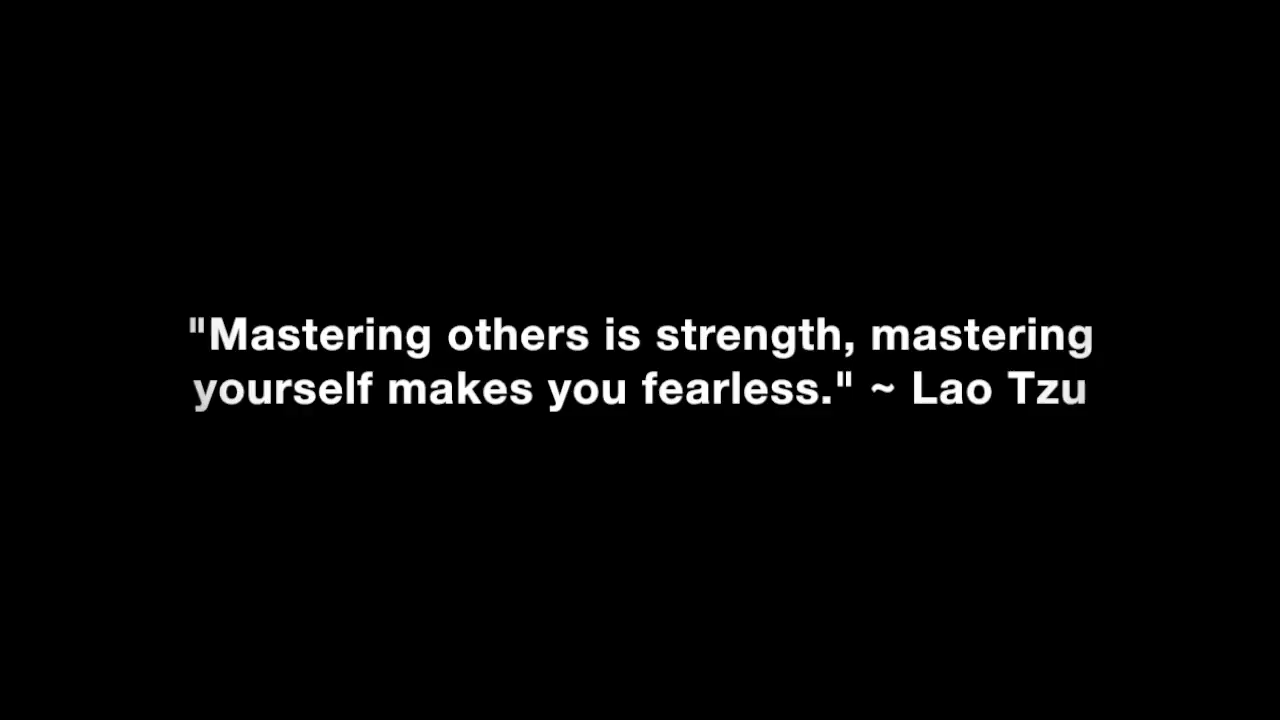 "Mastering others is strength, mastering
yourself makes you fearless." ~ Lao Tzu